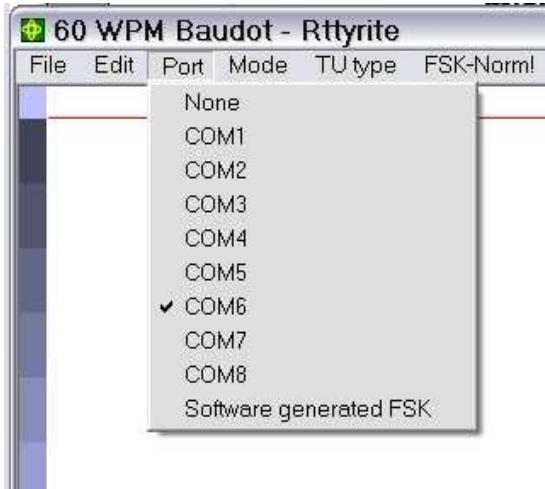 60 WPM Baudot - Rttyrite
File Edit Port Mode TU type FSK-Norm!
None
COM1
COM2
COM3
COM4
COM5
✔ COM6
COM7
COM8
Software generated FSK